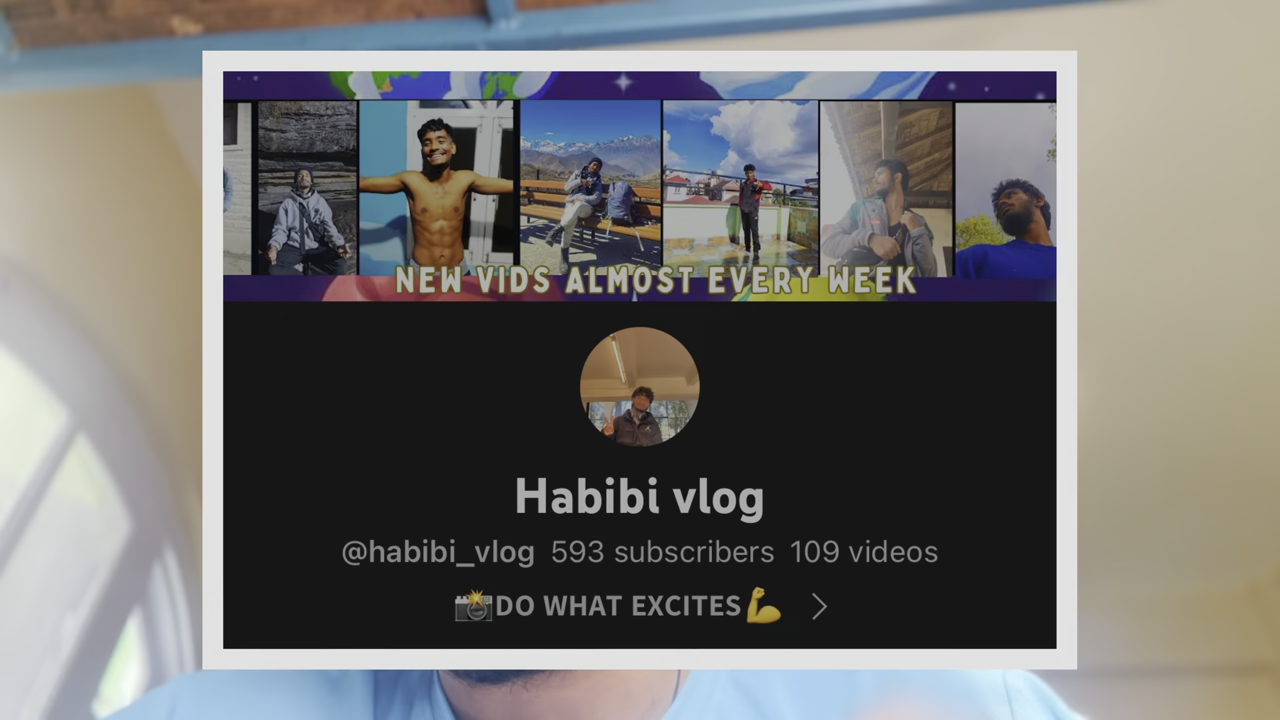 NEW VIDS ALMOST EVERY WEEK
Habibi vlog
@habibi_vlog 593 subscribers 109 videos
📸DO WHAT EXCITES💪 >